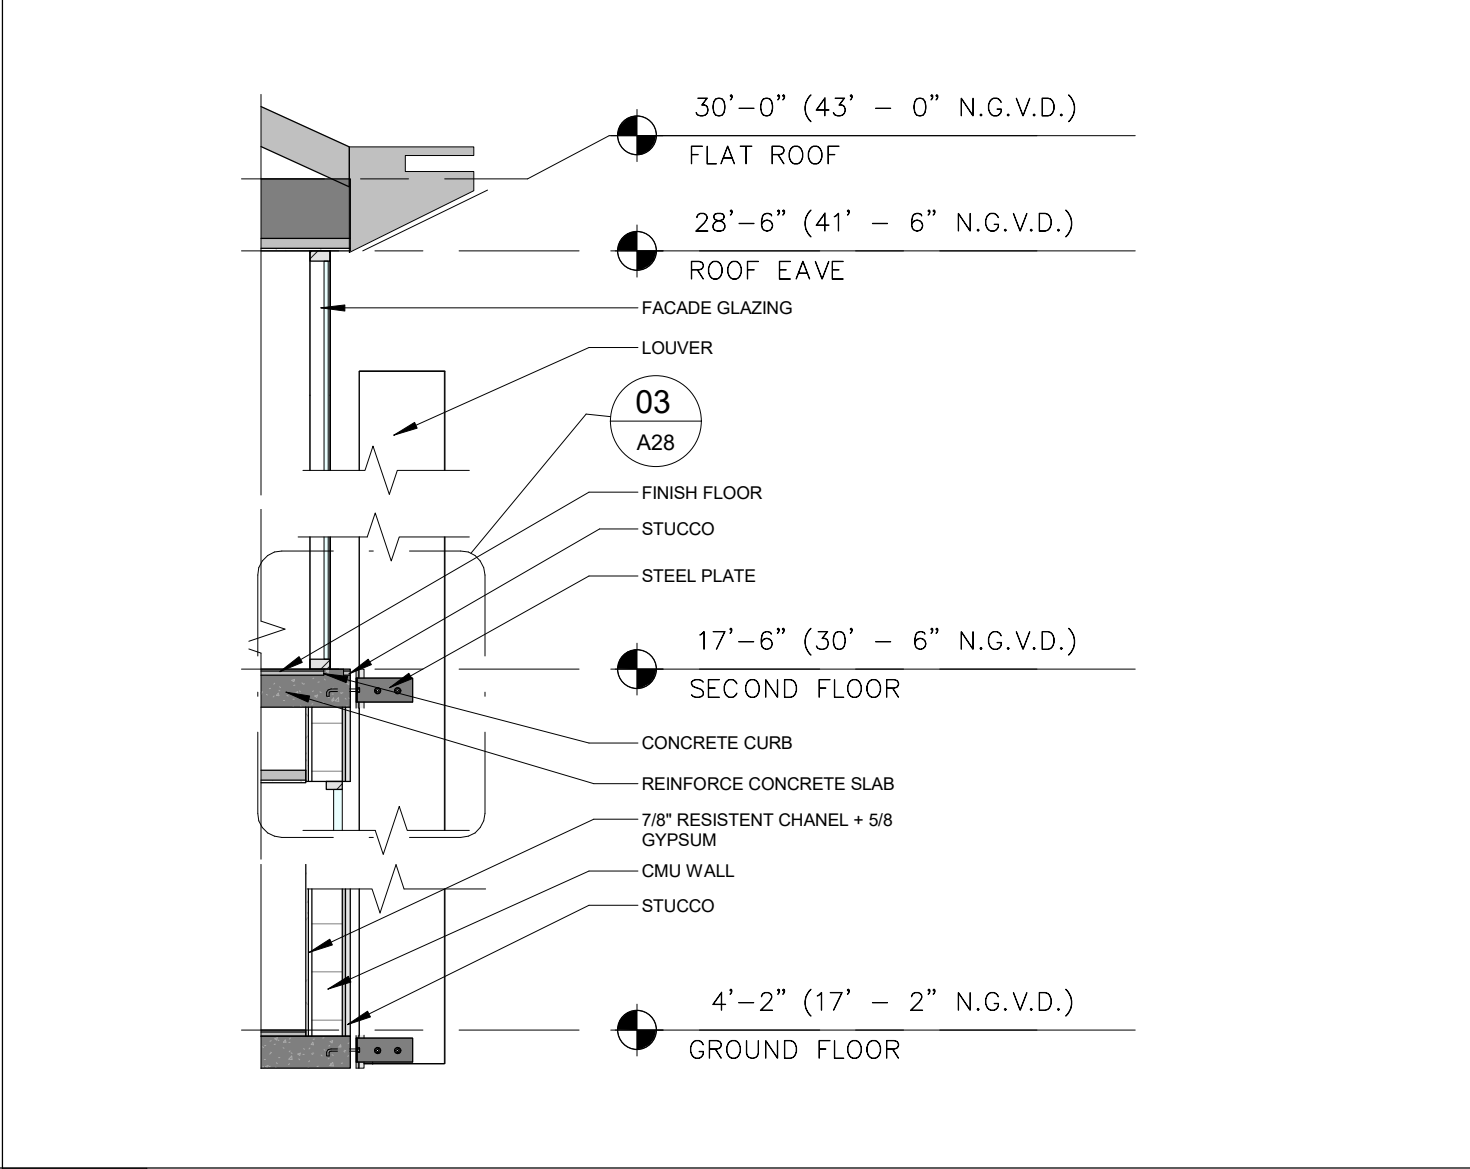 30'-0" (43' - 0" N.G.V.D.)
FLAT ROOF
28'-6" (41' - 6" N.G.V.D.)
ROOF EAVE
FACADE GLAZING
LOUVER
03
A28
FINISH FLOOR
STUCCO
STEEL PLATE
17'-6" (30' - 6" N.G.V.D.)
SECOND FLOOR
CONCRETE CURB
REINFORCE CONCRETE SLAB
7/8" RESISTENT CHANEL + 5/8
GYPSUM
CMU WALL
STUCCO
4'-2" (17' - 2" N.G.V.D.)
GROUND FLOOR